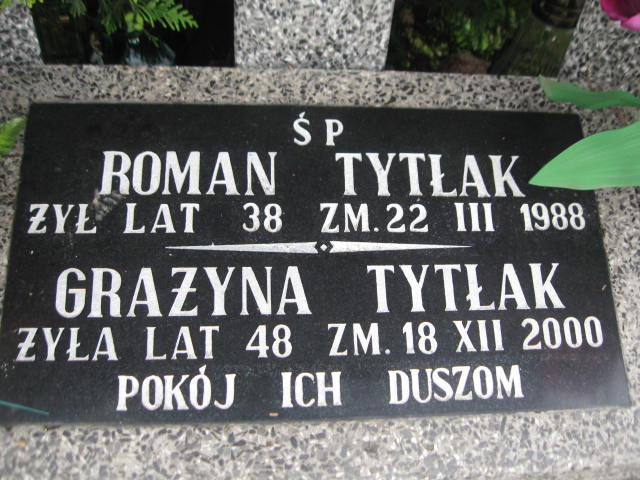 Ś P
ROMAN TYTŁAK
ŻYŁ LAT 38 ZM. 22 III 1988
GRAŻYNA TYTŁAK
ŻYŁA LAT 48 ZM. 18 XII 2000
POKÓJ ICH DUSZOM